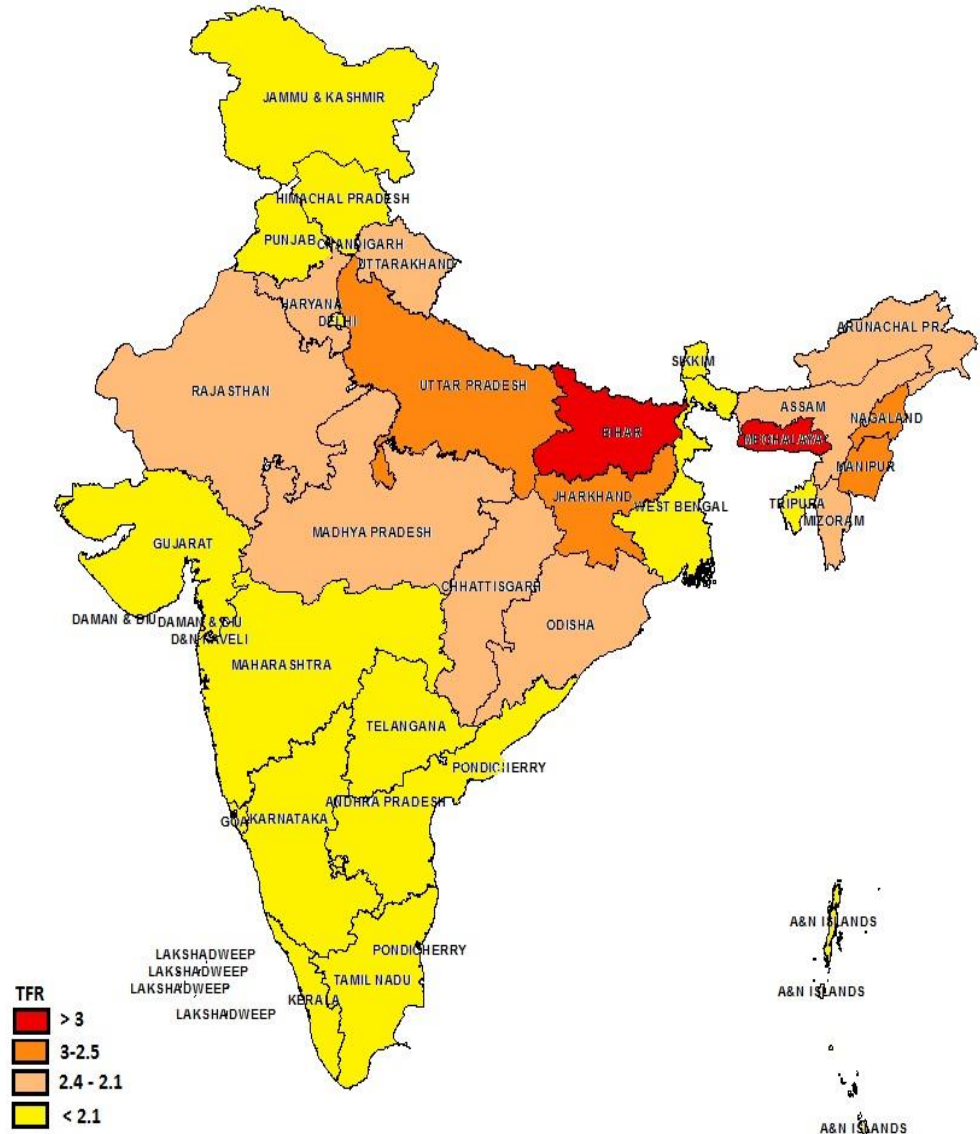 JAMMU & KASHMIR
HIMACHAL PRADESH
PUNJAB
CHANDIGARH
UTTARAKHAND
HARYANA
DELHI
ARUNACHAL PR.
SIKKIM
RAJASTHAN
UTTAR PRADESH
ASSAM
NAGALAND
BIHAR
MEGHALAYA
MANIPUR
JHARKHAND
WEST BENGAL
TRIPURA
MIZORAM
MADHYA PRADESH
GUJARAT
CHHATTISGARH
DAMAN & DIU
DAMAN & DIU
D&N HAVELI
ODISHA
MAHARASHTRA
TELANGANA
PONDICHERRY
ANDHRA PRADESH
GOA
KARNATAKA
A&N ISLANDS
PONDICHERRY
LAKSHADWEEP
LAKSHADWEEP
LAKSHADWEEP
TAMIL NADU
KERALA
A&N ISLANDS
LAKSHADWEEP
TFR
> 3
3-2.5
2.4 - 2.1
< 2.1
A&N ISLANDS